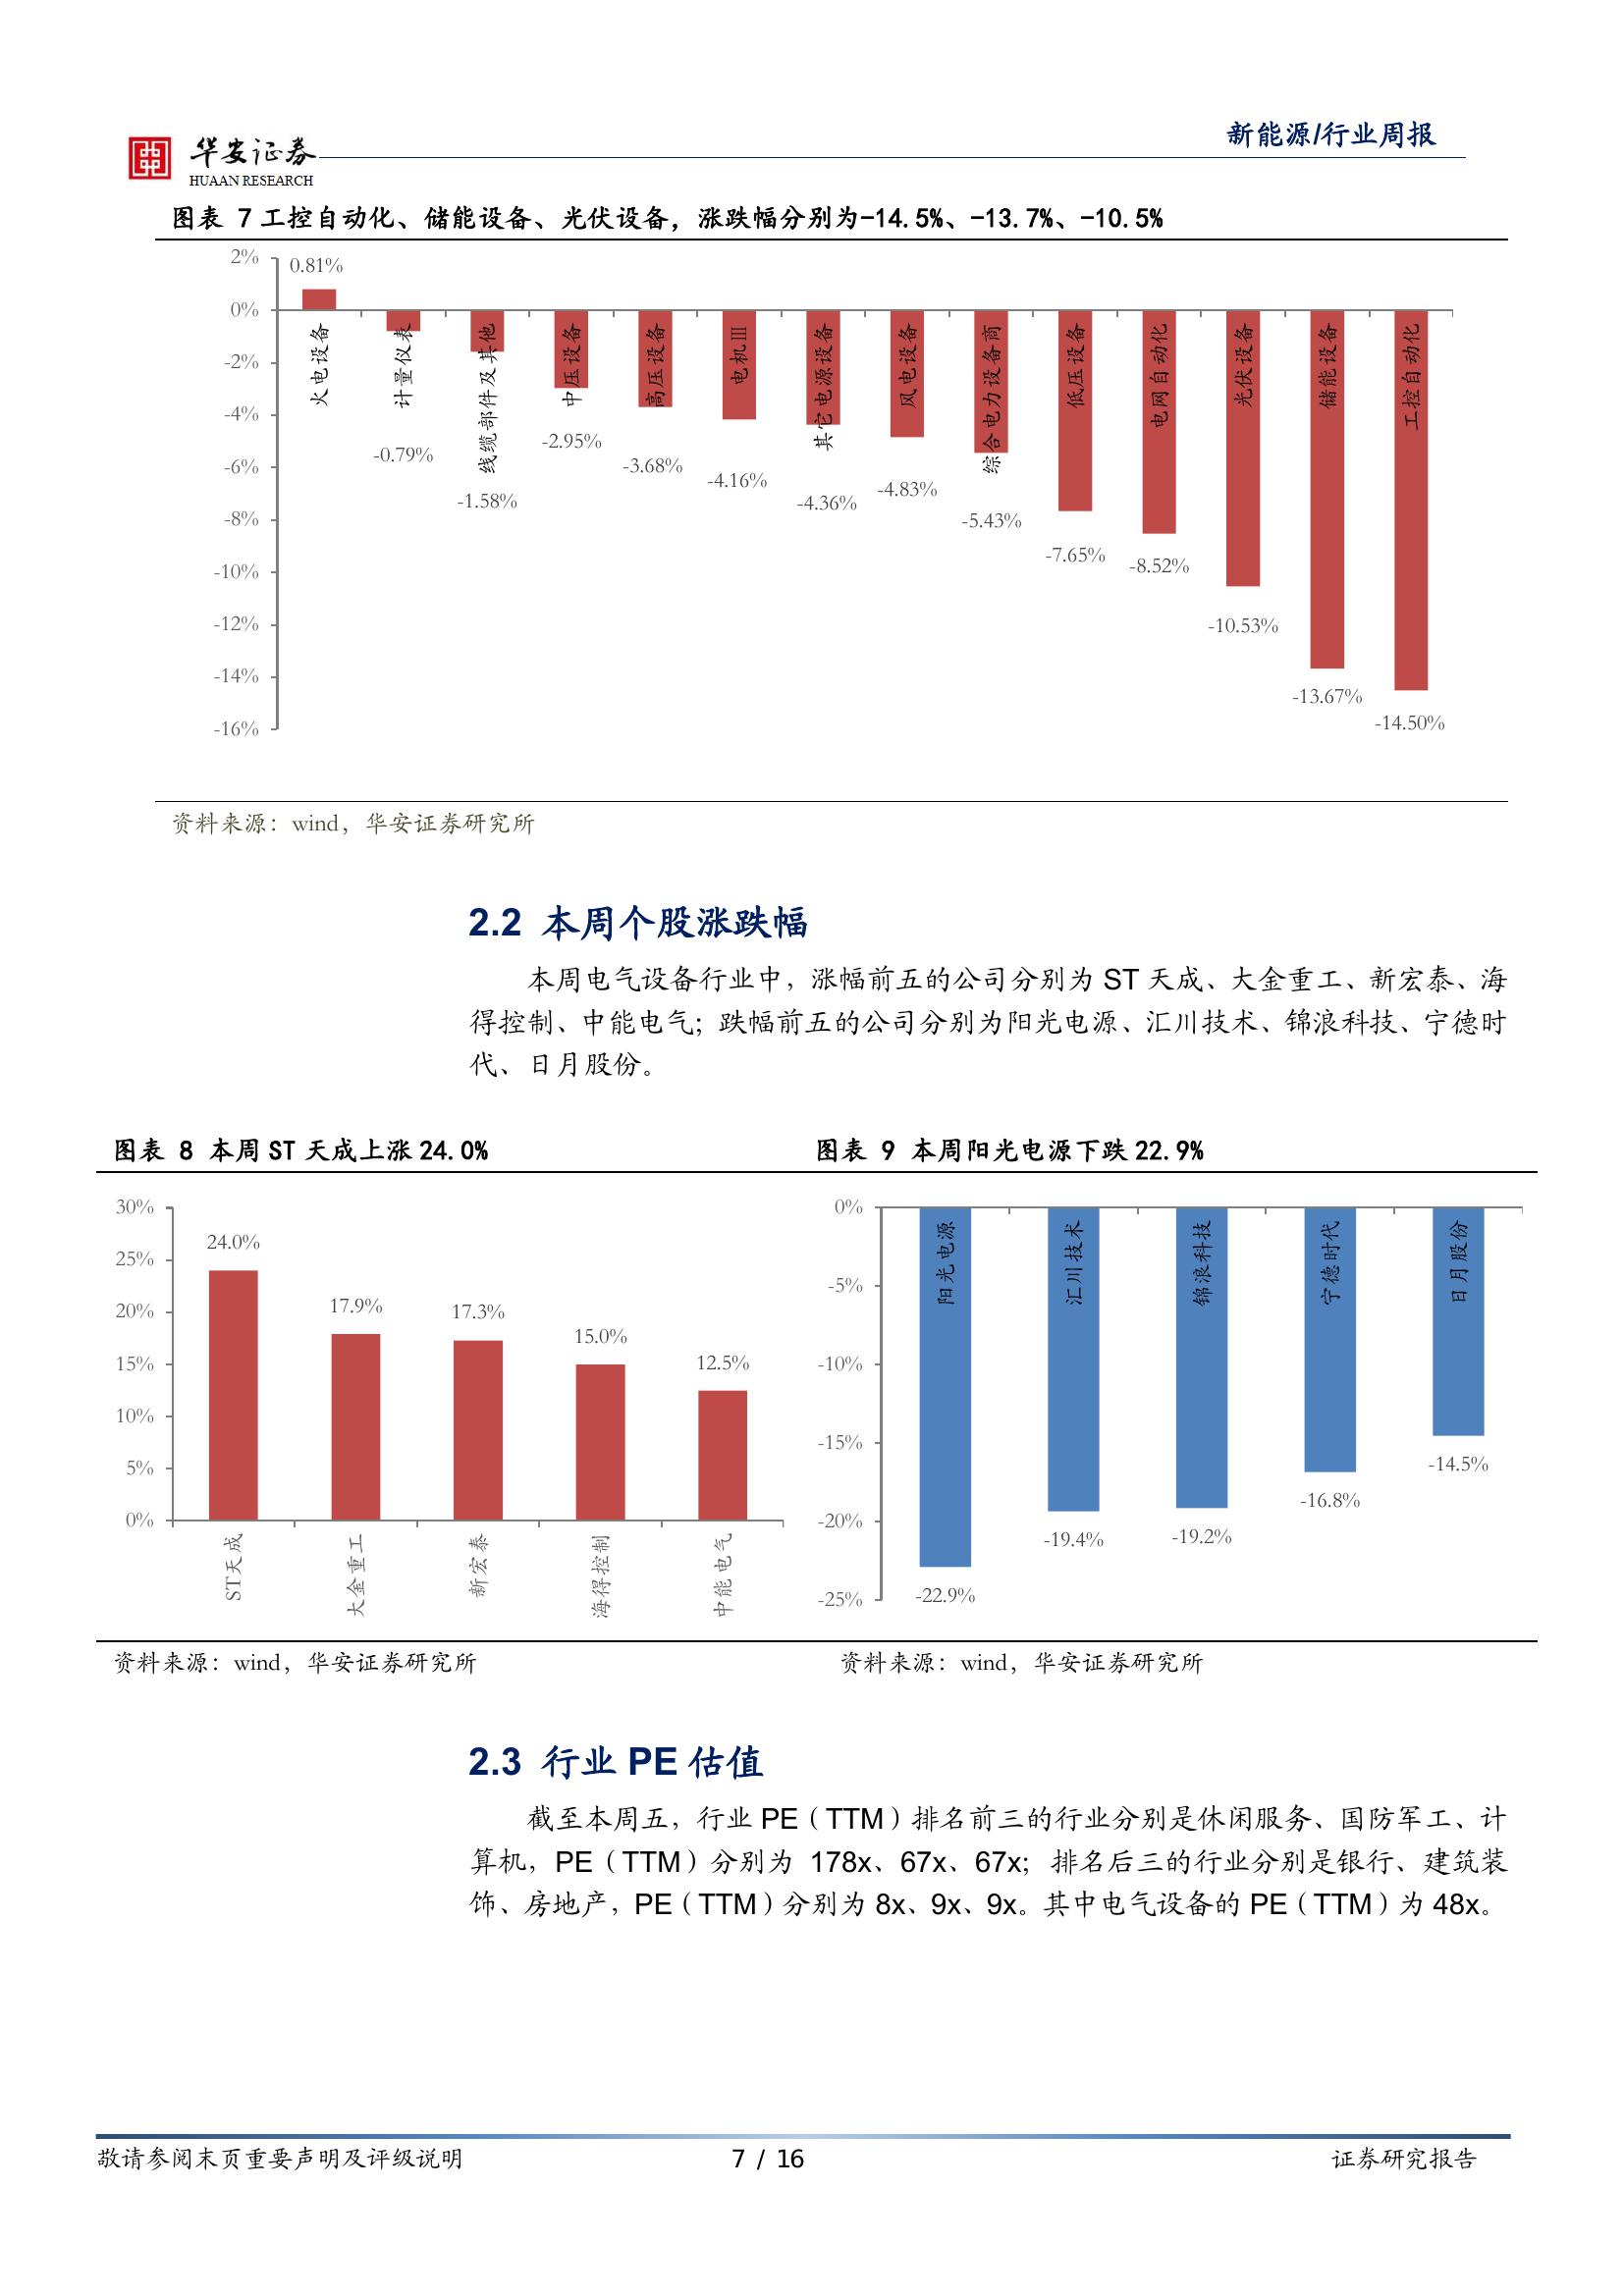 华安证券
HUAAN RESEARCH
新能源/行业周报
图表 7 工控自动化、储能设备、光伏设备，涨跌幅分别为-14.5%、-13.7%、-10.5%
2%
0%
-2%
-4%
-6%
-8%
-10%
-12%
-14%
-16%
0.81%
-0.79%
-1.58%
-2.95%
-3.68%
-4.16%
-4.36%
-4.83%
-5.43%
-7.65%
-8.52%
-10.53%
-13.67%
-14.50%
火电设备
计量仪表
线缆部件及其他
中压设备
高压设备
电机Ⅲ
其它电源设备
风电设备
综合电力设备商
低压设备
电网自动化
光伏设备
储能设备
工控自动化
资料来源：wind，华安证券研究所
2.2 本周个股涨跌幅
本周电气设备行业中，涨幅前五的公司分别为 ST 天成、大金重工、新宏泰、海
得控制、中能电气；跌幅前五的公司分别为阳光电源、汇川技术、锦浪科技、宁德时
代、日月股份。
图表 8 本周 ST 天成上涨 24.0%
30%
25%
20%
15%
10%
5%
0%
24.0%
17.9%
17.3%
15.0%
12.5%
ST天成
大金重工
新宏泰
海得控制
中能电气
资料来源：wind，华安证券研究所
图表 9 本周阳光电源下跌 22.9%
0%
-5%
-10%
-15%
-20%
-25%
阳光电源
汇川技术
锦浪科技
宁德时代
日月股份
-22.9%
-19.4%
-19.2%
-16.8%
-14.5%
资料来源：wind，华安证券研究所
2.3 行业 PE 估值
截至本周五，行业 PE（TTM）排名前三的行业分别是休闲服务、国防军工、计
算机，PE（TTM）分别为 178x、67x、67x；排名后三的行业分别是银行、建筑装
饰、房地产，PE（TTM）分别为 8x、9x、9x。其中电气设备的 PE（TTM）为 48x。
敬请参阅末页重要声明及评级说明
7 / 16
证券研究报告